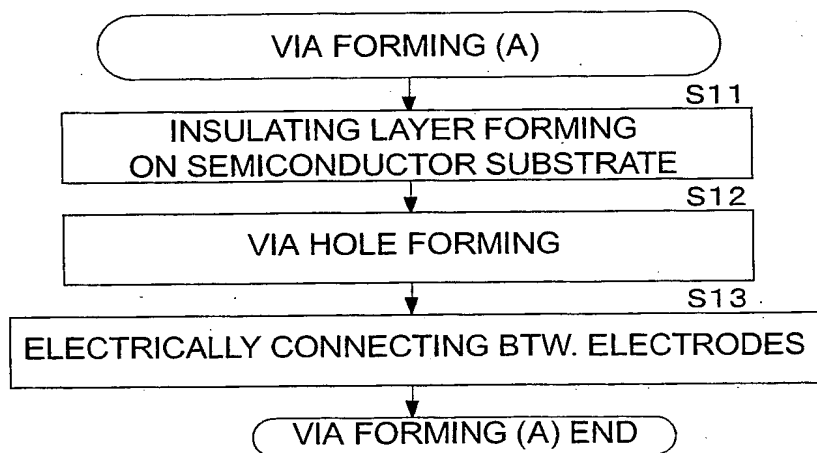 VIA FORMING (A)
S11
INSULATING LAYER FORMING
ON SEMICONDUCTOR SUBSTRATE
S12
VIA HOLE FORMING
S13
ELECTRICALLY CONNECTING BTW. ELECTRODES
VIA FORMING (A) END